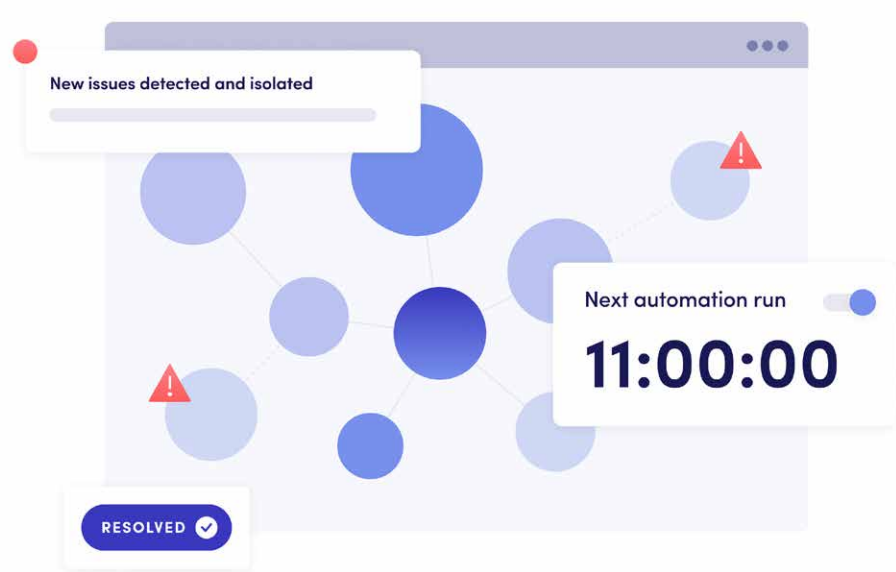 New issues detected and isolated
Next automation run
11:00:00
RESOLVED